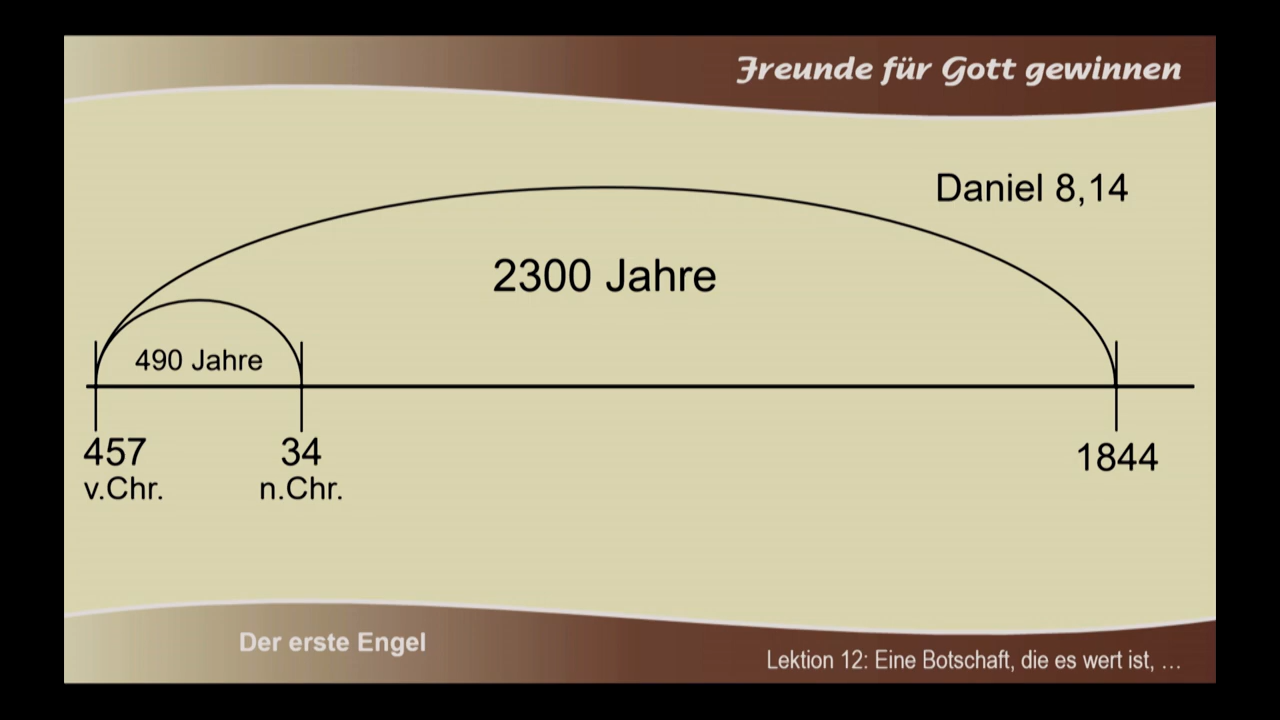 Freunde für Gott gewinnen
Daniel 8,14
2300 Jahre
490 Jahre
457
v.Chr.
34
n.Chr.
1844
Der erste Engel
Lektion 12: Eine Botschaft, die es wert ist, …